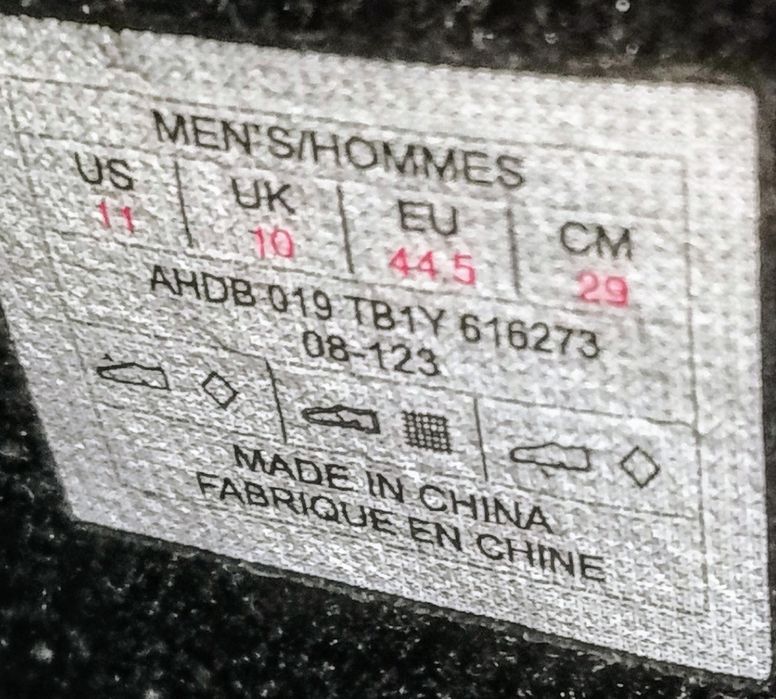 MEN'S/HOMMES
US UK EU CM
11 10 44.5 29
AHDB 019 TB1Y 616273
08-123
MADE IN CHINA
FABRIQUE EN CHINE